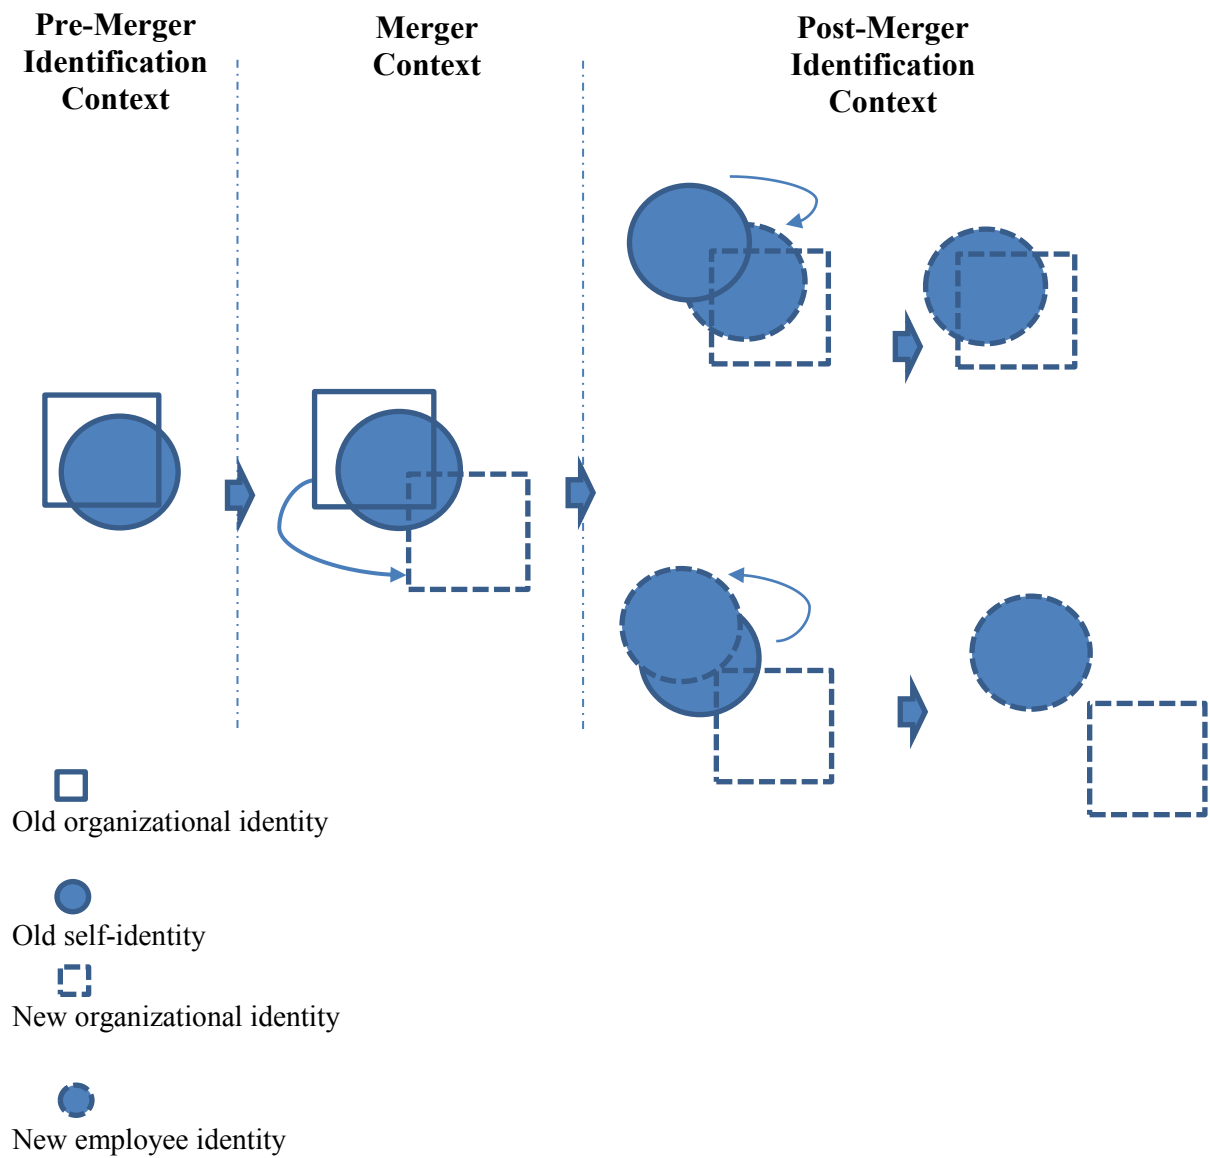 Pre-Merger
Identification
Context
Merger
Context
Post-Merger
Identification
Context
Old organizational identity
Old self-identity
New organizational identity
New employee identity